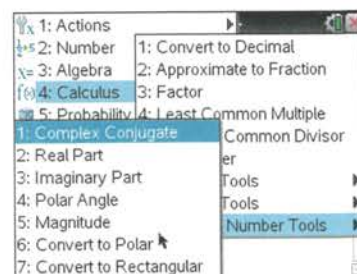 1: Actions
2: Number
3: Algebra
4: Calculus
5: Probability
1: Convert to Decimal
2: Approximate to Fraction
3: Factor
4: Least Common Multiple
Common Divisor
er
Tools
Tools
Number Tools
1: Complex Conjugate
2: Real Part
3: Imaginary Part
4: Polar Angle
5: Magnitude
6: Convert to Polar
7: Convert to Rectangular